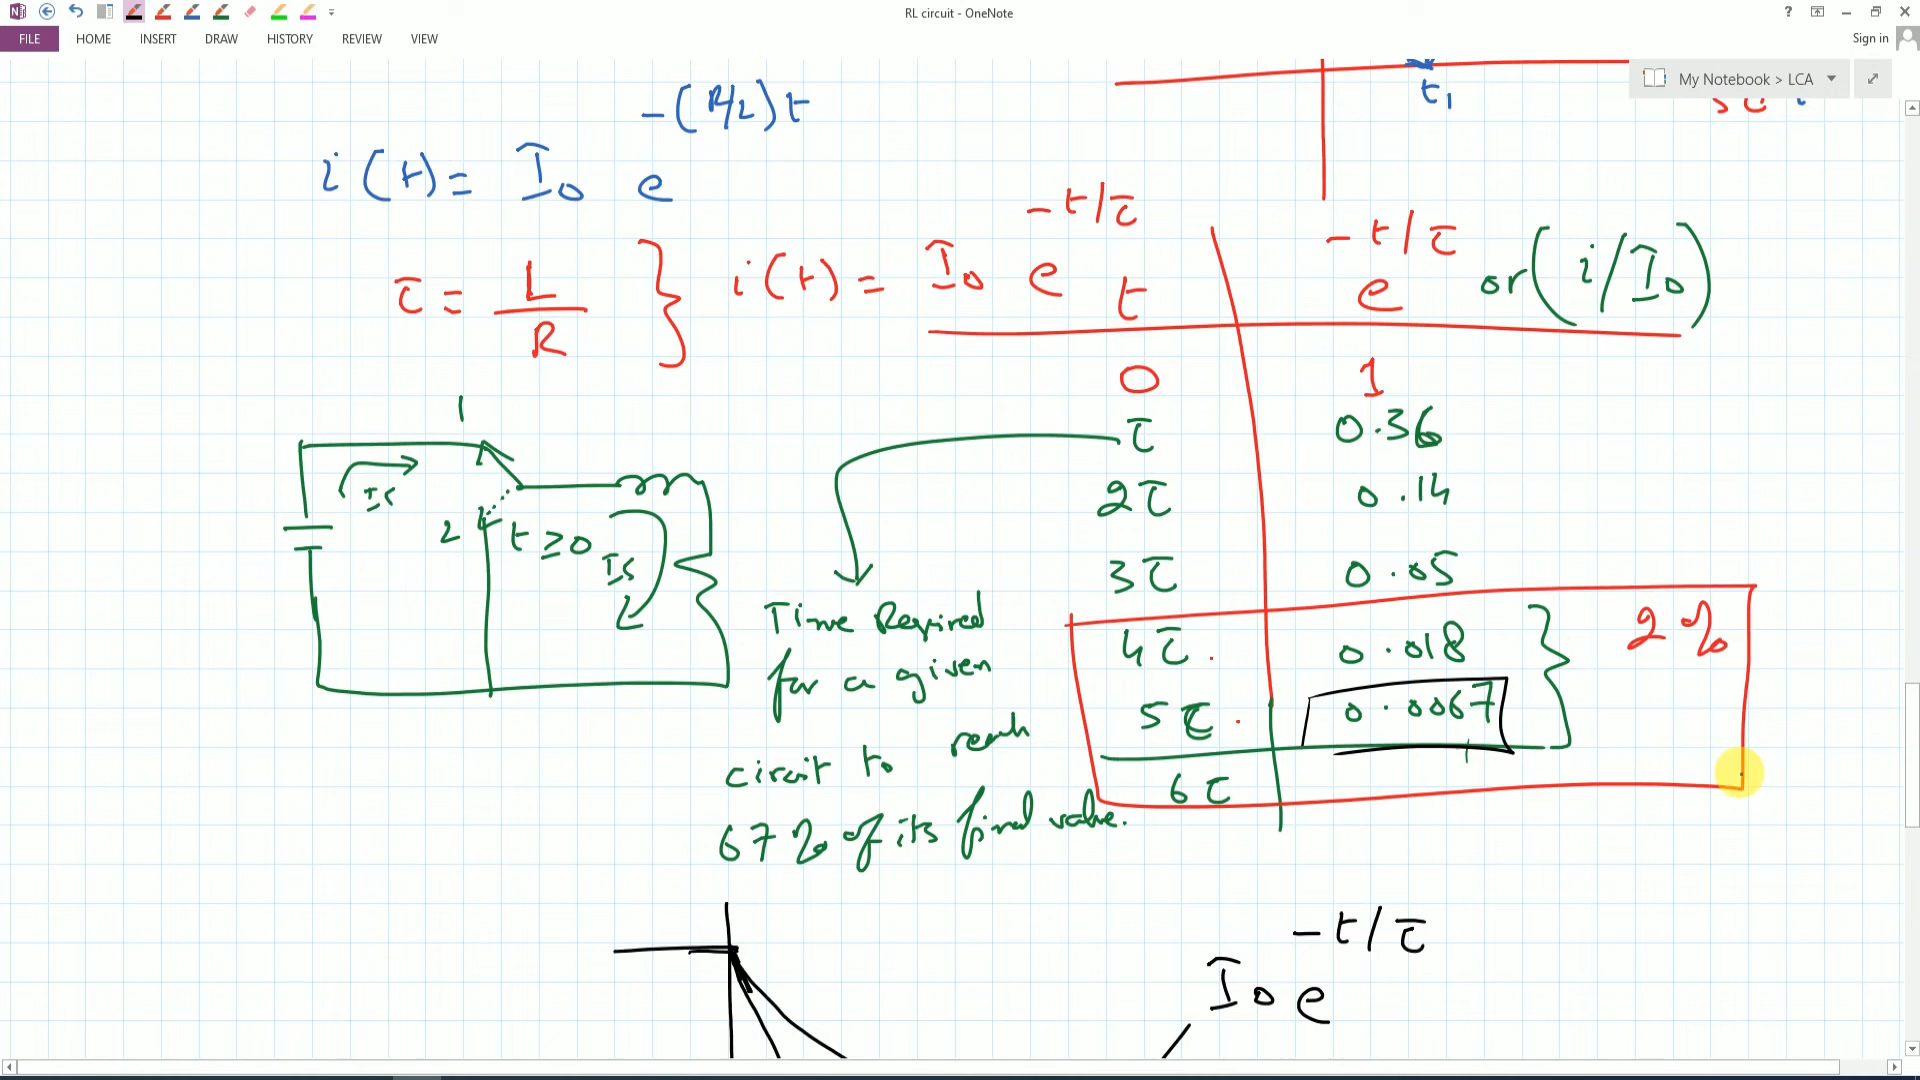 RL circuit - OneNote
FILE HOME INSERT DRAW HISTORY REVIEW VIEW
Sign in
My Notebook > LCA
t₁
i(t) = I₀ e^-(R/L)t
τ = L/R } i(t) = I₀ e^-t/τ
t e^-t/τ or (i/I₀)
0 1
τ 0.36
2τ 0.14
3τ 0.05
4τ 0.018
5τ 0.0067
2%
6τ
1
Is
2
t ≥ 0
Is
Time Required
for a given
circuit to reach
67% of its final value.
I₀ e^-t/τ